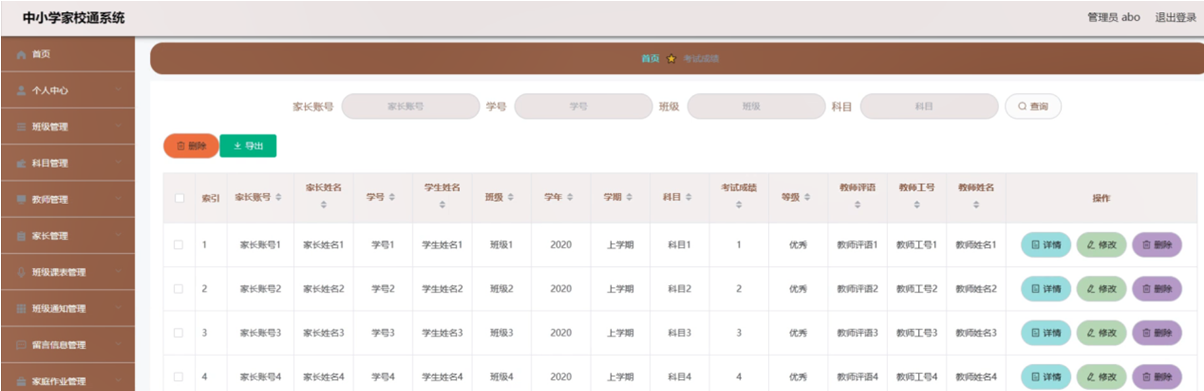 中小学家校通系统 管理员 abo 退出登录
首页
个人中心
班级管理
科目管理
教师管理
家长管理
班级课表管理
班级通知管理
留言信息管理
家庭作业管理
首页 考试成绩
家长账号 家长账号 学号 学号 班级 班级 科目 科目 查询
删除 导出
索引 家长账号 家长姓名 学号 学生姓名 班级 学年 学期 科目 考试成绩 等级 教师评语 教师工号 教师姓名 操作
1 家长账号1 家长姓名1 学号1 学生姓名1 班级1 2020 上学期 科目1 1 优秀 教师评语1 教师工号1 教师姓名1 详情 修改 删除
2 家长账号2 家长姓名2 学号2 学生姓名2 班级2 2020 上学期 科目2 2 优秀 教师评语2 教师工号2 教师姓名2 详情 修改 删除
3 家长账号3 家长姓名3 学号3 学生姓名3 班级3 2020 上学期 科目3 3 优秀 教师评语3 教师工号3 教师姓名3 详情 修改 删除
4 家长账号4 家长姓名4 学号4 学生姓名4 班级4 2020 上学期 科目4 4 优秀 教师评语4 教师工号4 教师姓名4 详情 修改 删除